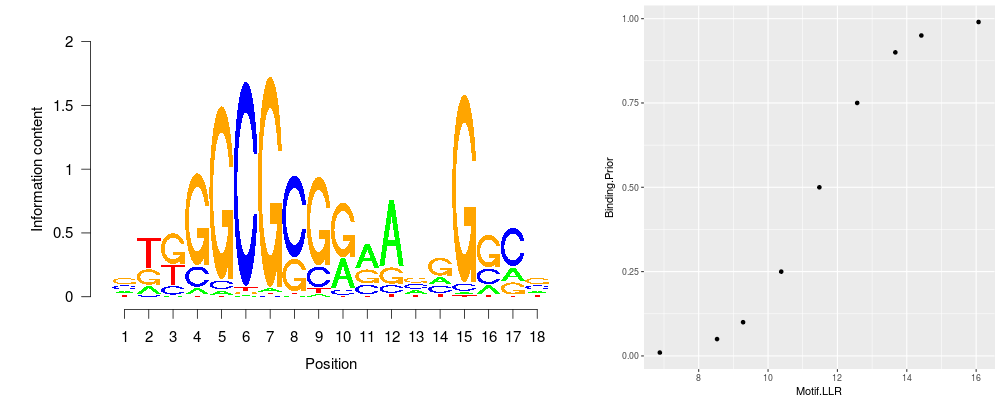 Information content
2
1.5
1
0.5
0
1 2 3 4 5 6 7 8 9 10 11 12 13 14 15 16 17 18
Position
T G G G C G C G G A A G G C
G T C G C A G C
Binding.Prior
1.00
0.75
0.50
0.25
0.00
8 10 12 14 16
Motif.LLR